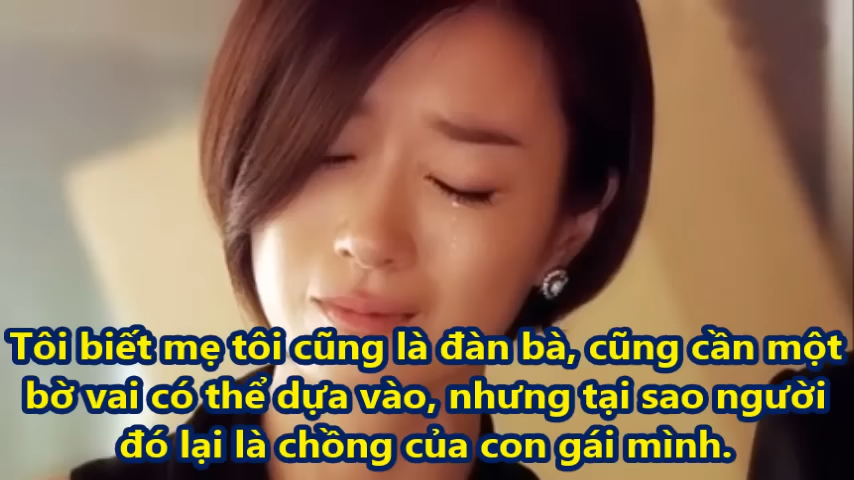 Tôi biết mẹ tôi cũng là đàn bà, cũng cần một
bờ vai có thể dựa vào, nhưng tại sao người
đó lại là chồng của con gái mình.